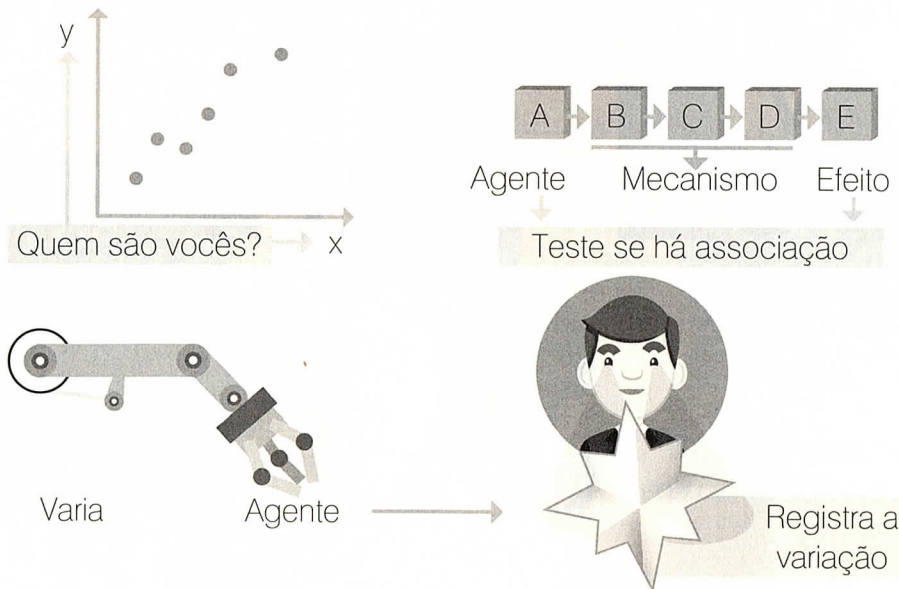 y
A B C D E
Agente Mecanismo Efeito
Quem são vocês? x
Teste se há associação
Varia Agente
Registra a
variação